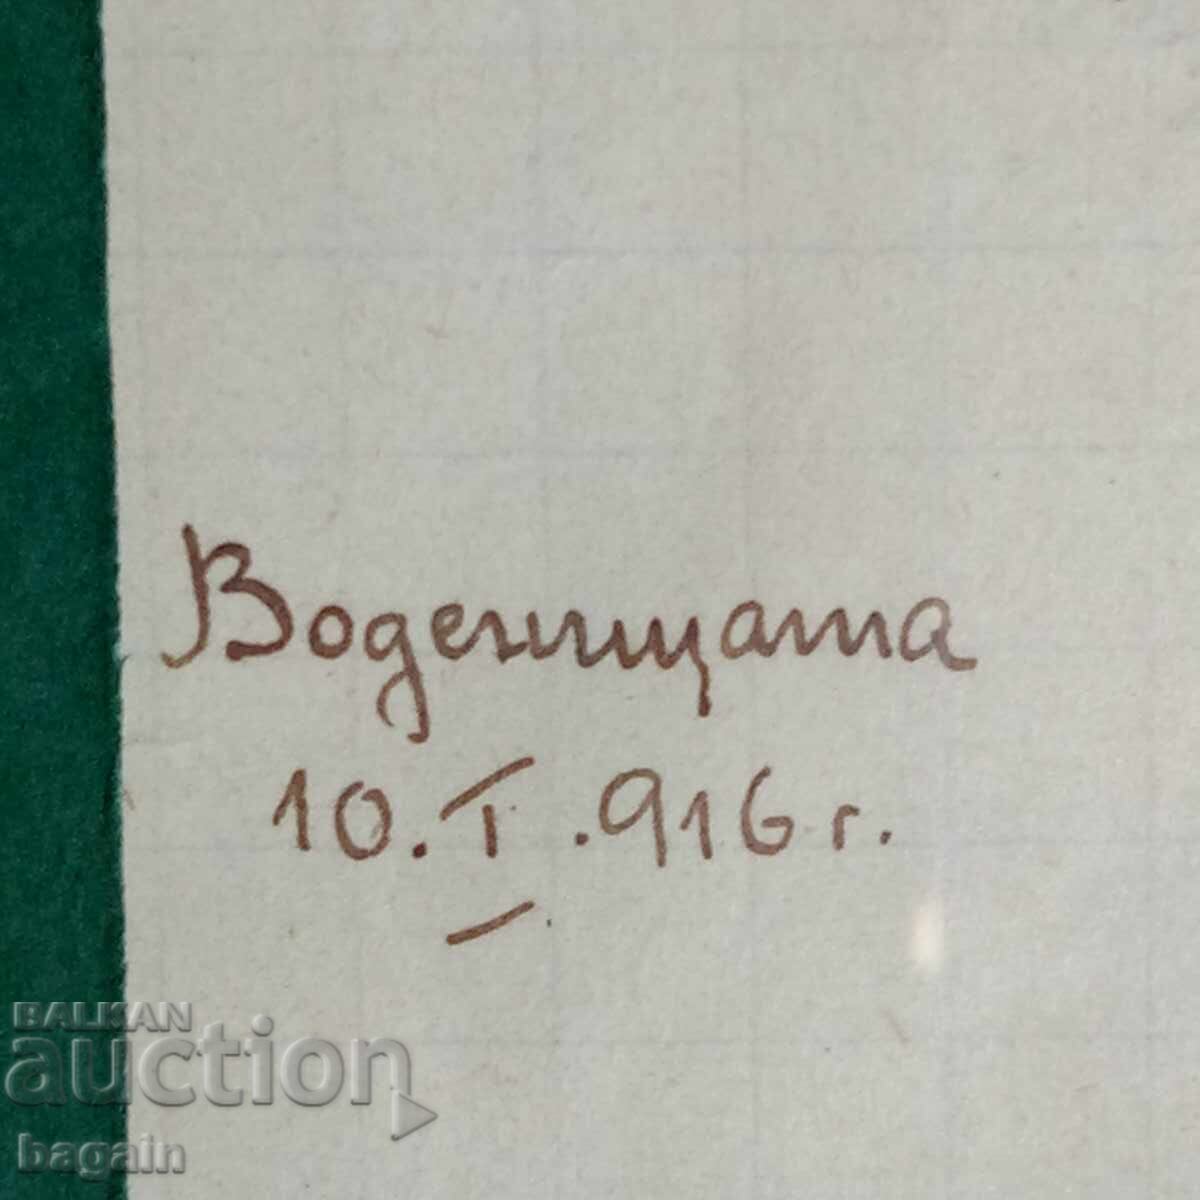 Воденицата
10.I.916 г.
BALKAN
auction
bagain